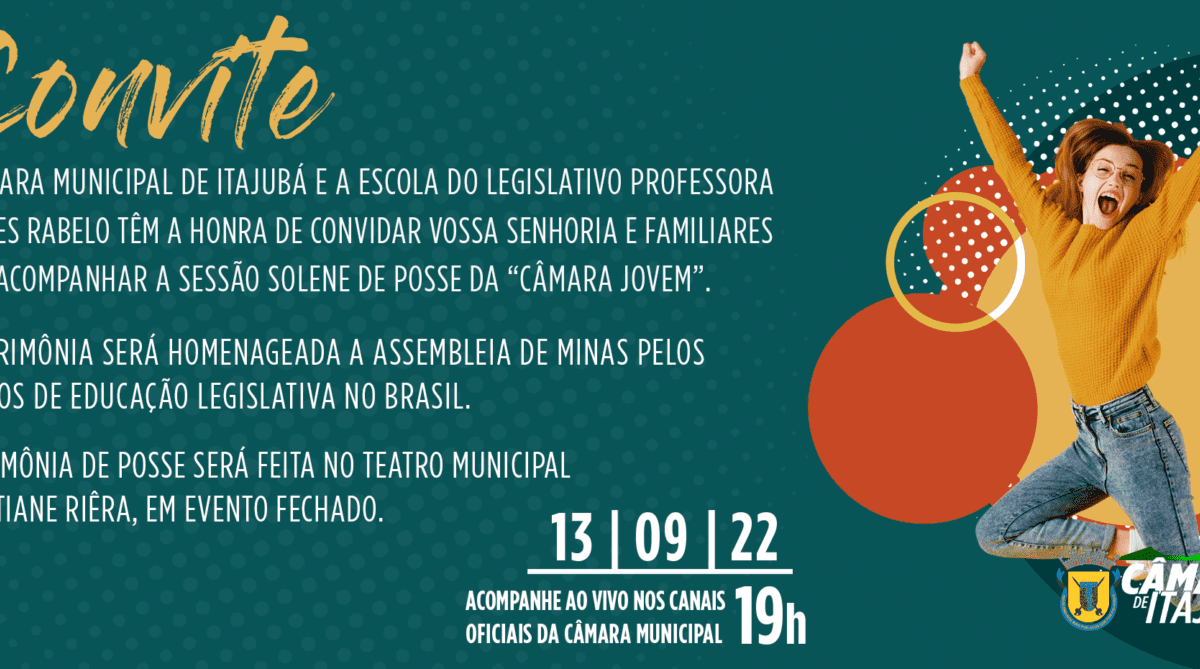 Convite
ARA MUNICIPAL DE ITAJUBÁ E A ESCOLA DO LEGISLATIVO PROFESSORA
ES RABELO TÊM A HONRA DE CONVIDAR VOSSA SENHORIA E FAMILIARES
ACOMPANHAR A SESSÃO SOLENE DE POSSE DA “CÂMARA JOVEM”.
RIMÔNIA SERÁ HOMENAGEADA A ASSEMBLEIA DE MINAS PELOS
OS DE EDUCAÇÃO LEGISLATIVA NO BRASIL.
MÔNIA DE POSSE SERÁ FEITA NO TEATRO MUNICIPAL
TIANE RIÊRA, EM EVENTO FECHADO.
13 | 09 | 22
ACOMPANHE AO VIVO NOS CANAIS
OFICIAIS DA CÂMARA MUNICIPAL 19h
CÂMA
DE ITAJ